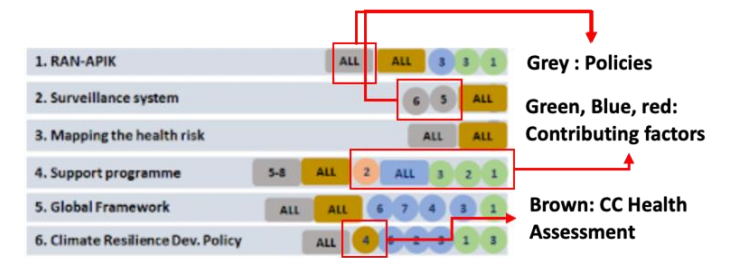 1. RAN-APIK ALL ALL 3 3 1
2. Surveillance system 6 5 ALL
3. Mapping the health risk ALL ALL
4. Support programme 5-8 ALL 2 ALL 3 2 1
5. Global Framework ALL ALL 6 7 4 3 1
6. Climate Resilience Dev. Policy ALL 4 2 1 3
Grey : Policies
Green, Blue, red:
Contributing factors
Brown: CC Health
Assessment